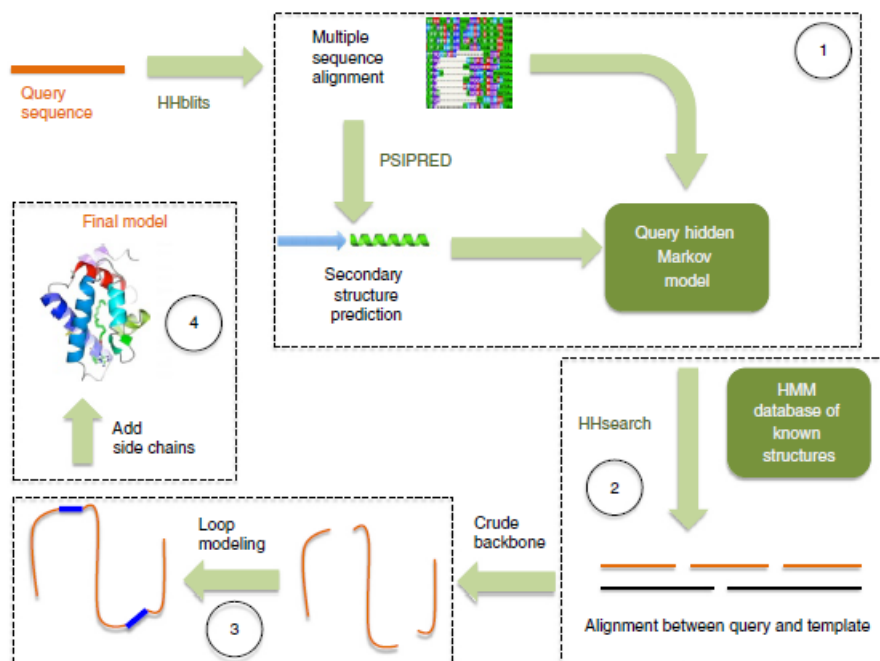 Query
sequence
HHblits
Multiple
sequence
alignment
1
PSIPRED
Secondary
structure
prediction
Query hidden
Markov
model
HHsearch
HMM
database of
known
structures
2
Alignment between query and template
Crude
backbone
Loop
modeling
3
Final model
4
Add
side chains